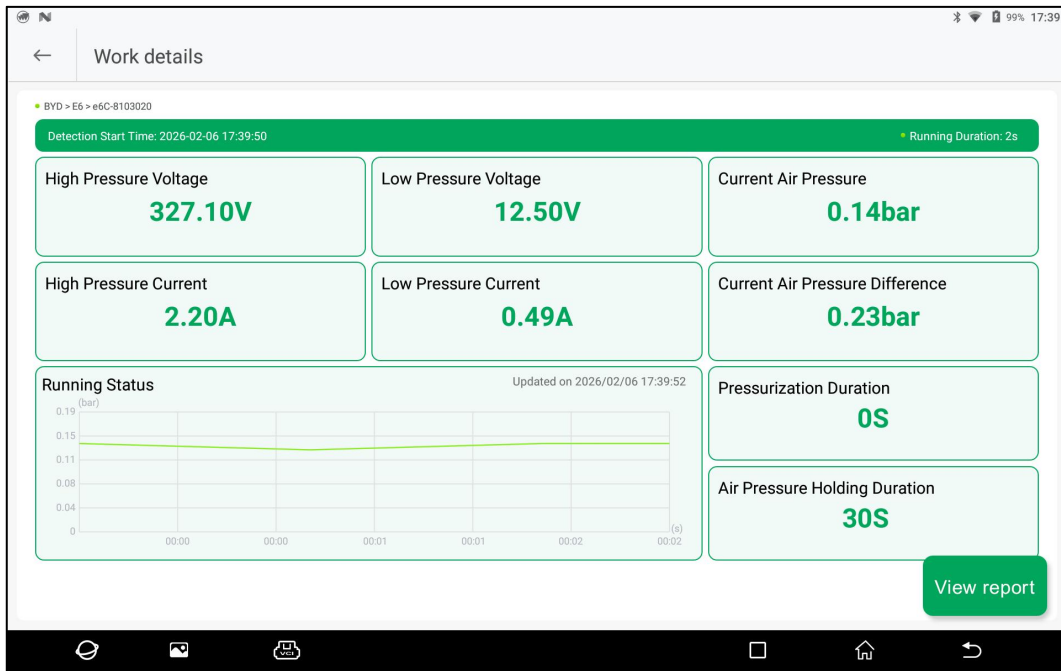 99% 17:39
Work details
BYD > E6 > e6C-8103020
Detection Start Time: 2026-02-06 17:39:50
Running Duration: 2s
High Pressure Voltage
327.10V
Low Pressure Voltage
12.50V
Current Air Pressure
0.14bar
High Pressure Current
2.20A
Low Pressure Current
0.49A
Current Air Pressure Difference
0.23bar
Running Status
Updated on 2026/02/06 17:39:52
(bar)
0.19
0.15
0.11
0.08
0.04
0
(s)
00:00 00:00 00:01 00:01 00:02 00:02
Pressurization Duration
0S
Air Pressure Holding Duration
30S
View report
VCI